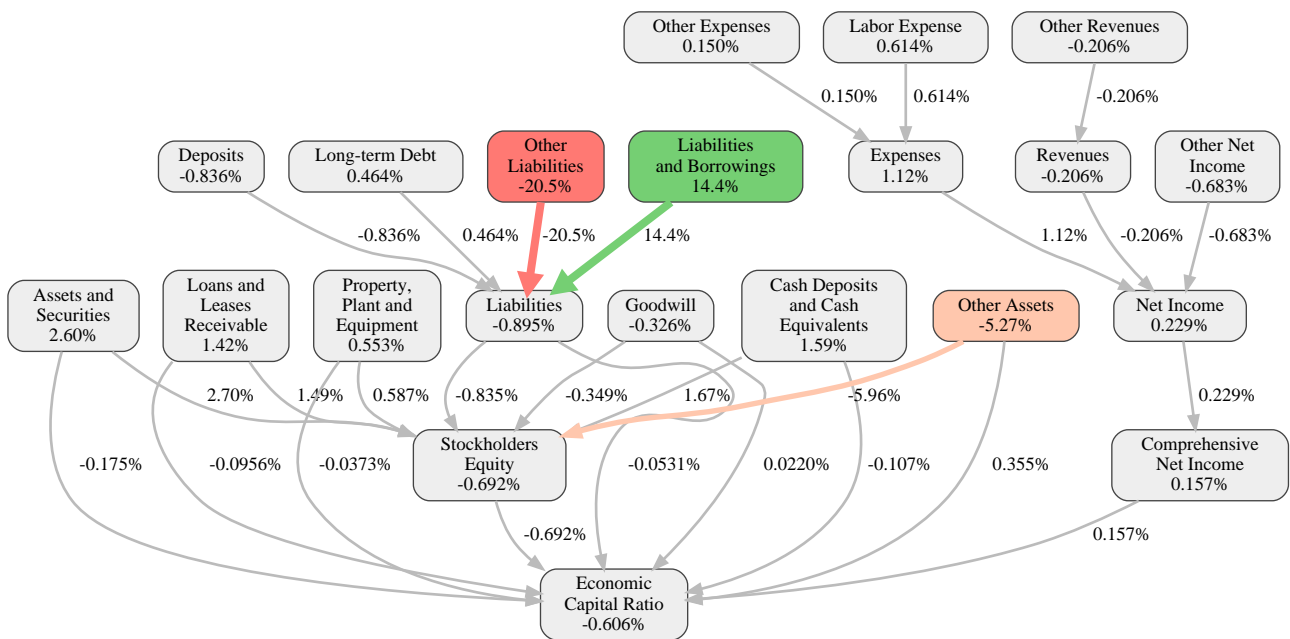 Other Expenses
0.150%
Labor Expense
0.614%
Other Revenues
-0.206%
0.150%
0.614%
-0.206%
Deposits
-0.836%
Long-term Debt
0.464%
Other
Liabilities
-20.5%
Liabilities
and Borrowings
14.4%
Expenses
1.12%
Revenues
-0.206%
Other Net
Income
-0.683%
-0.836%
0.464%
-20.5%
14.4%
1.12%
-0.206%
-0.683%
Assets and
Securities
2.60%
Loans and
Leases
Receivable
1.42%
Property,
Plant and
Equipment
0.553%
Liabilities
-0.895%
Goodwill
-0.326%
Cash Deposits
and Cash
Equivalents
1.59%
Other Assets
-5.27%
Net Income
0.229%
2.70%
1.49%
0.587%
-0.835%
-0.349%
1.67%
-5.96%
0.229%
Stockholders
Equity
-0.692%
Comprehensive
Net Income
0.157%
-0.175%
-0.0956%
-0.0373%
-0.0531%
0.0220%
-0.107%
0.355%
-0.692%
0.157%
Economic
Capital Ratio
-0.606%